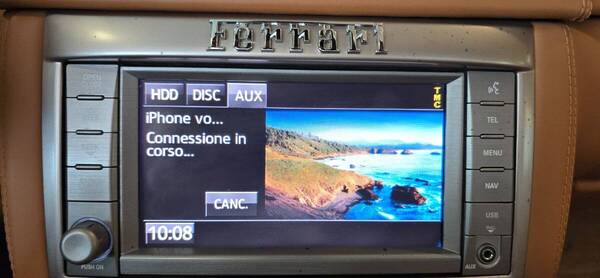 Ferrari
OPEN
HDD DISC AUX
TMC
iPhone vo...
Connessione in
corso...
CANC.
10:08
TEL
MENU
NAV
USB
AUX
PUSH ON